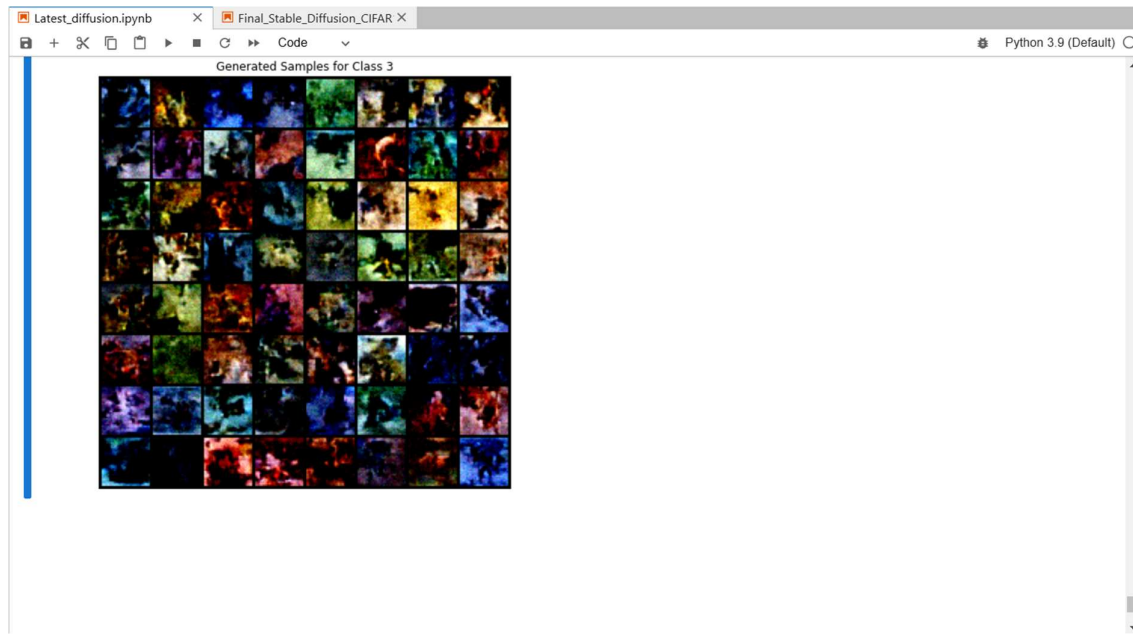 Latest_diffusion.ipynb
Final_Stable_Diffusion_CIFAR
Code
Python 3.9 (Default)
Generated Samples for Class 3